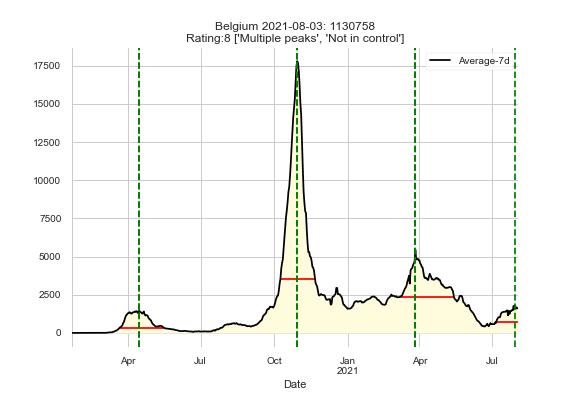 Belgium 2021-08-03: 1130758
Rating:8 ['Multiple peaks', 'Not in control']
Average-7d
17500
15000
12500
10000
7500
5000
2500
0
Apr Jul Oct Jan Apr Jul
2021
Date